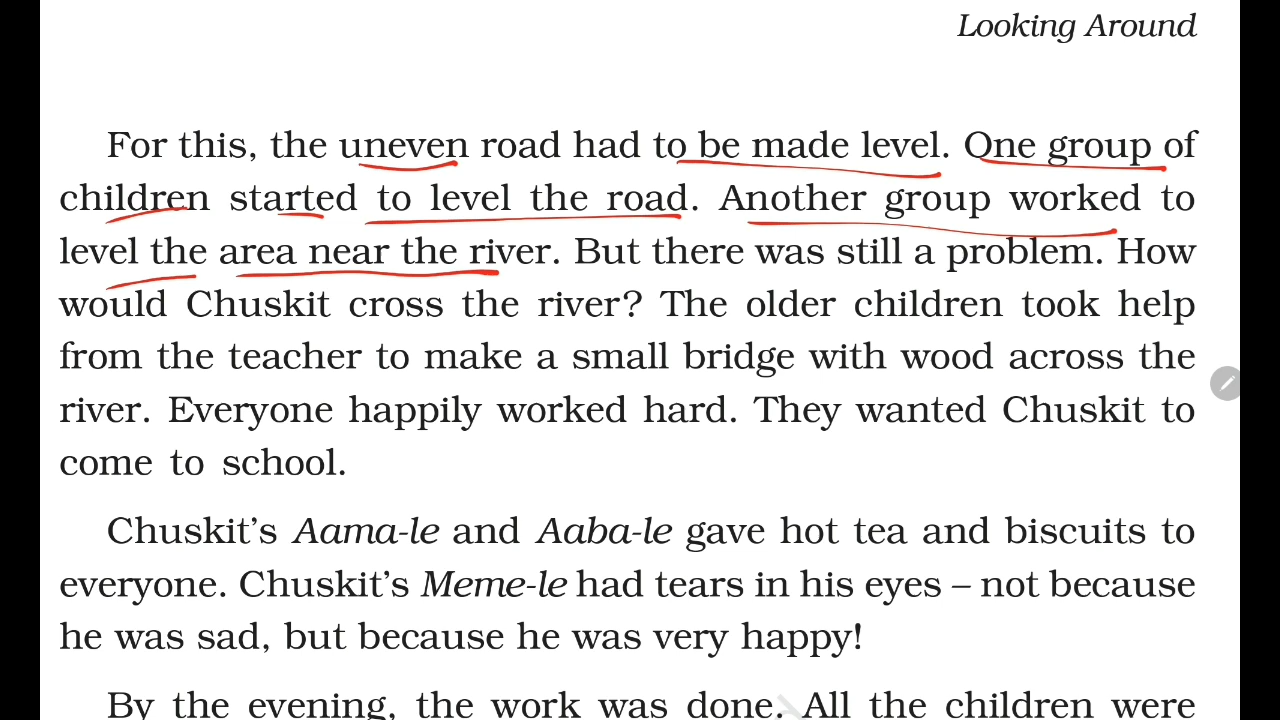 Looking Around
For this, the uneven road had to be made level. One group of
children started to level the road. Another group worked to
level the area near the river. But there was still a problem. How
would Chuskit cross the river? The older children took help
from the teacher to make a small bridge with wood across the
river. Everyone happily worked hard. They wanted Chuskit to
come to school.
Chuskit’s Aama-le and Aaba-le gave hot tea and biscuits to
everyone. Chuskit’s Meme-le had tears in his eyes – not because
he was sad, but because he was very happy!
By the evening, the work was done. All the children were